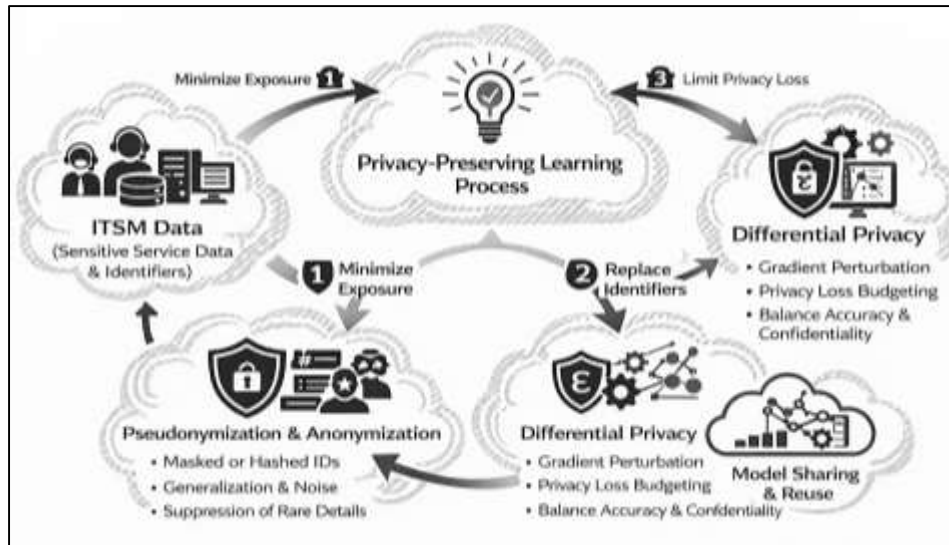 Minimize Exposure 1
3 Limit Privacy Loss
Privacy-Preserving Learning
Process
ITSM Data
(Sensitive Service Data
& Identifiers)
Differential Privacy
• Gradient Perturbation
• Privacy Loss Budgeting
• Balance Accuracy &
Confidentiality
1 Minimize
Exposure
2 Replace
Identifiers
#
Pseudonymization & Anonymization
• Masked or Hashed IDs
• Generalization & Noise
• Suppression of Rare Details
ε
Differential Privacy
• Gradient Perturbation
• Privacy Loss Budgeting
• Balance Accuracy & Confidentiality
Model Sharing
& Reuse